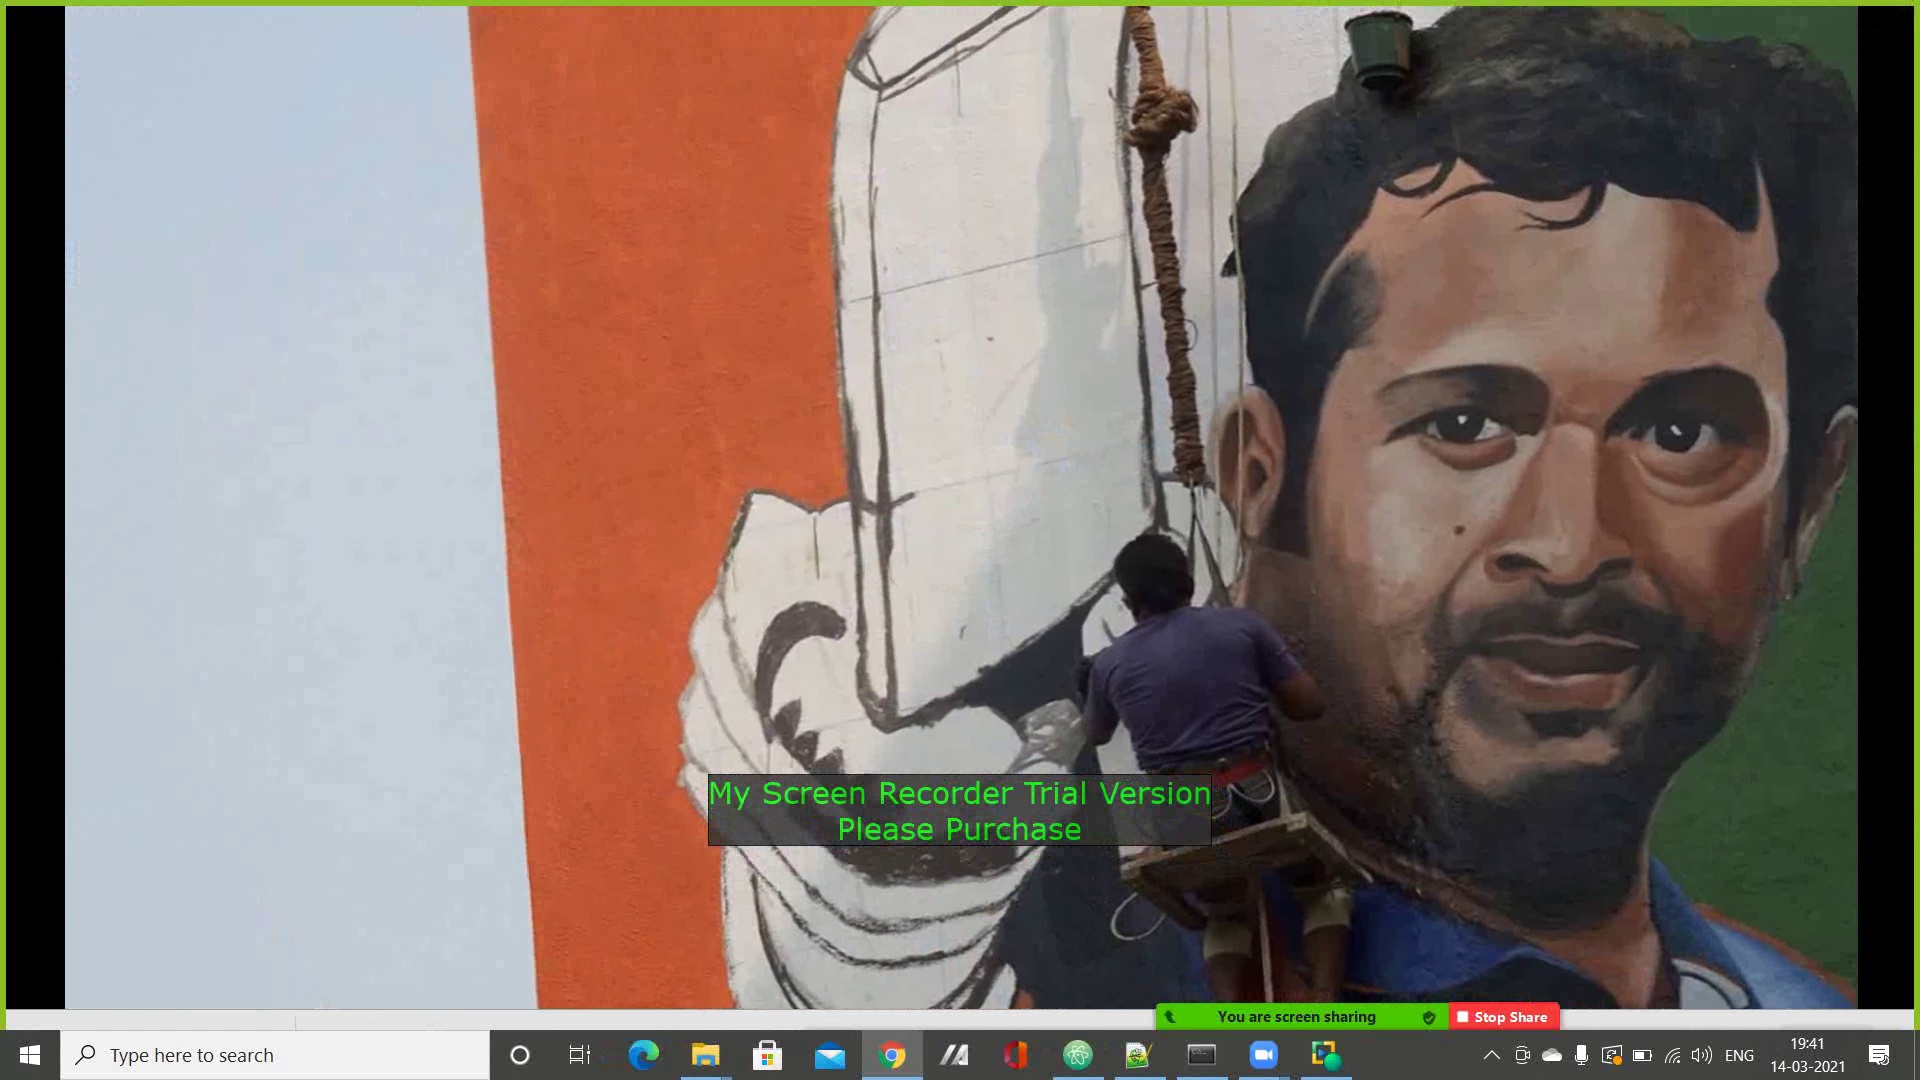 My Screen Recorder Trial Version
Please Purchase
You are screen sharing
Stop Share
Type here to search
ENG
19:41
14-03-2021